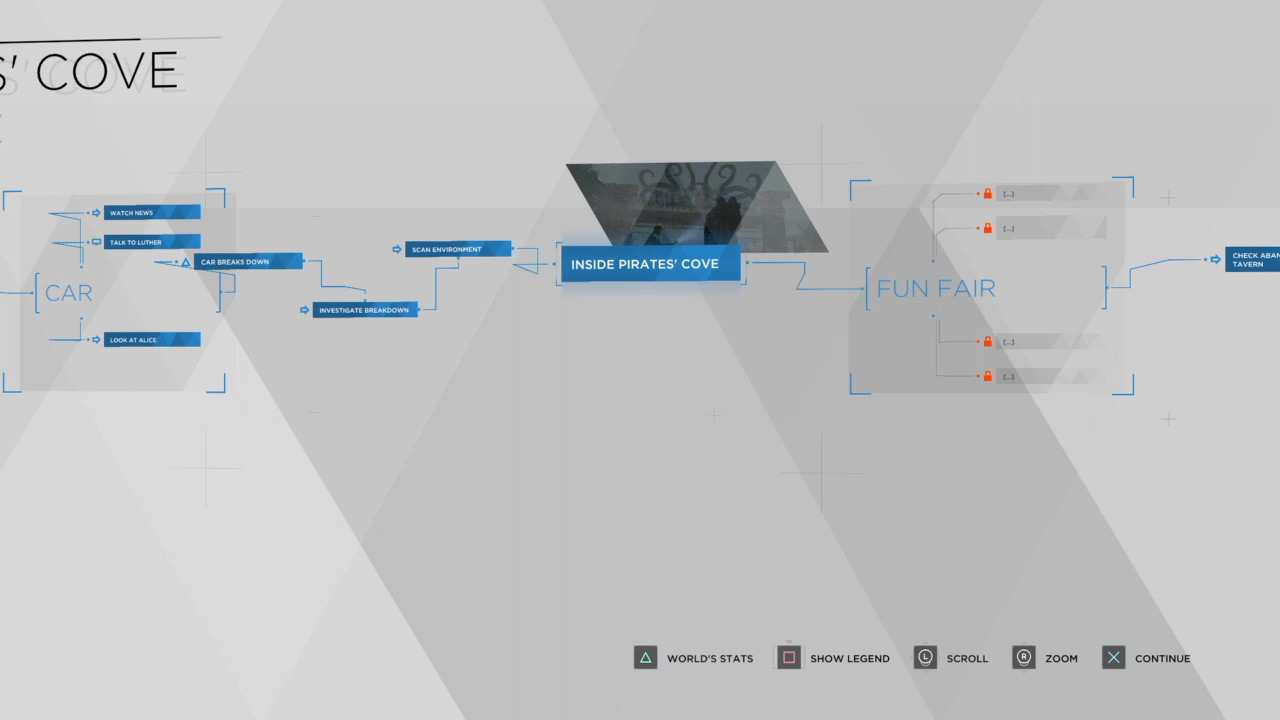 S' COVE
WATCH NEWS
TALK TO LUTHER
CAR BREAKS DOWN
CAR
INVESTIGATE BREAKDOWN
LOOK AT ALICE
SCAN ENVIRONMENT
INSIDE PIRATES' COVE
[...]
[...]
FUN FAIR
[...]
[...]
CHECK ABAN
TAVERN
WORLD'S STATS
SHOW LEGEND
L
SCROLL
R
ZOOM
CONTINUE